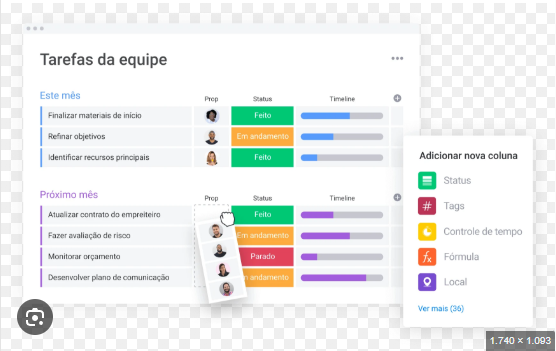 Tarefas da equipe
Este mês
Prop Status Timeline
Finalizar materiais de início Feito
Refinar objetivos Em andamento
Identificar recursos principais Feito
Próximo mês
Prop Status Timeline
Atualizar contrato do empreiteiro Feito
Fazer avaliação de risco Em andamento
Monitorar orçamento Parado
Desenvolver plano de comunicação Em andamento
Adicionar nova coluna
Status
Tags
Controle de tempo
Fórmula
Local
Ver mais (36)
1.740 × 1.093